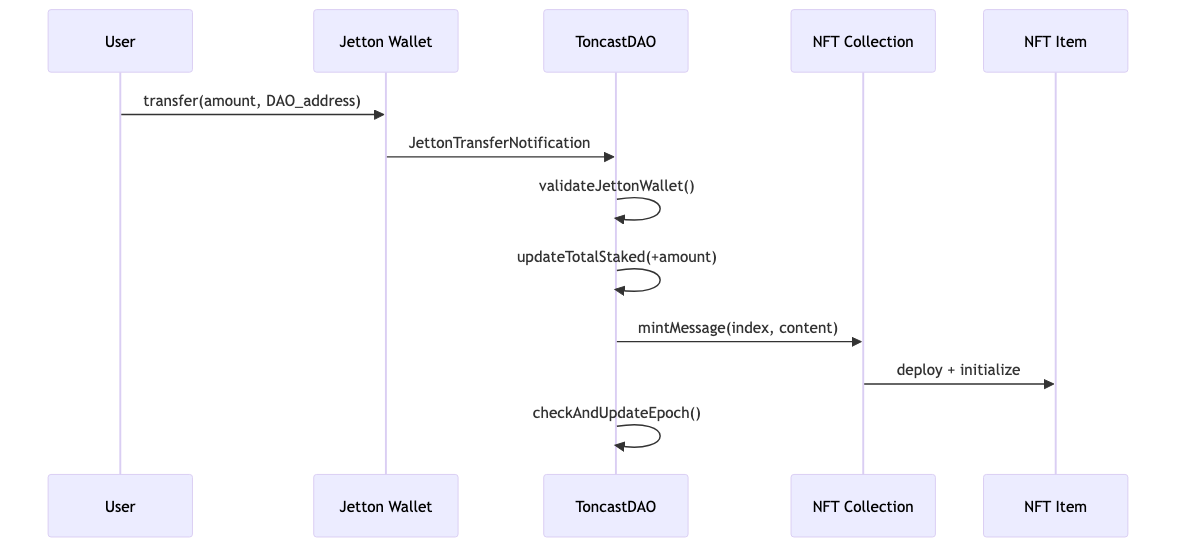 User
Jetton Wallet
ToncastDAO
NFT Collection
NFT Item
transfer(amount, DAO_address)
JettonTransferNotification
validateJettonWallet()
updateTotalStaked(+amount)
mintMessage(index, content)
deploy + initialize
checkAndUpdateEpoch()
User
Jetton Wallet
ToncastDAO
NFT Collection
NFT Item